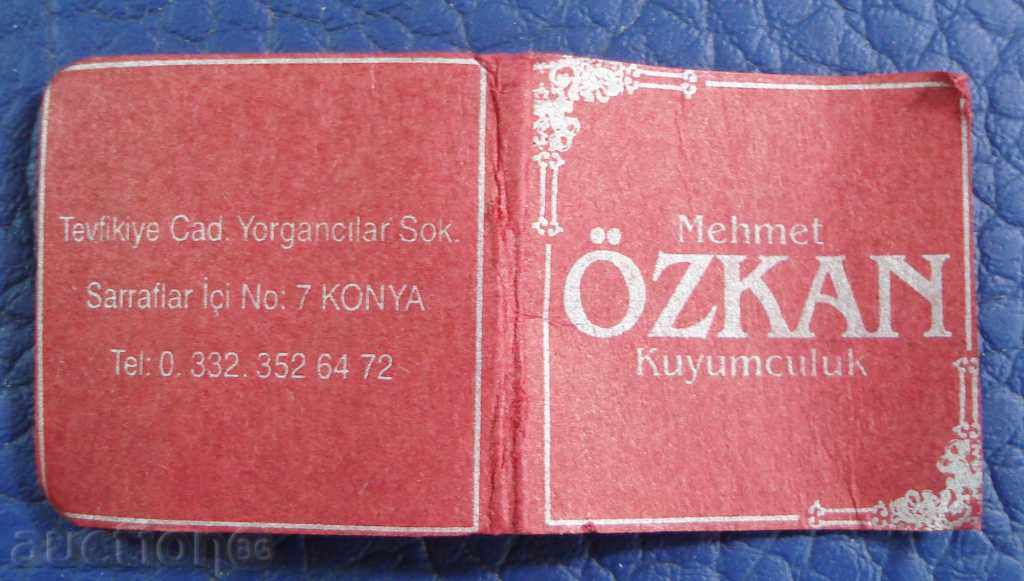 Tevfikiye Cad. Yorgancılar Sok.
Sarraflar İçi No: 7 KONYA
Tel: 0. 332. 352 64 72
Mehmet
ÖZKAN
Kuyumculuk
auction BG